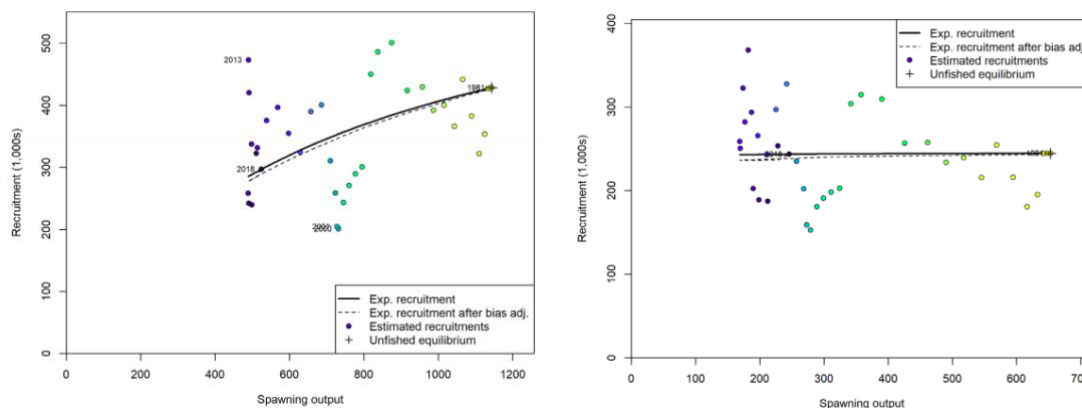 500
400
300
200
100
0
Recruitment (1,000s)
2013
2018
1981
Exp. recruitment
Exp. recruitment after bias adj.
Estimated recruitments
Unfished equilibrium
0 200 400 600 800 1000 1200
Spawning output
400
300
200
100
0
Recruitment (1,000s)
Exp. recruitment
Exp. recruitment after bias adj.
Estimated recruitments
Unfished equilibrium
2018
0 100 200 300 400 500 600
Spawning output